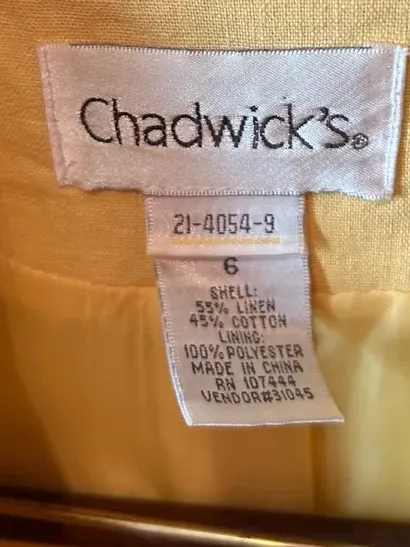 Chadwick's®
21-4054-9
6
SHELL:
55% LINEN
45% COTTON
LINING:
100% POLYESTER
MADE IN CHINA
RN 107444
VENDOR#31045